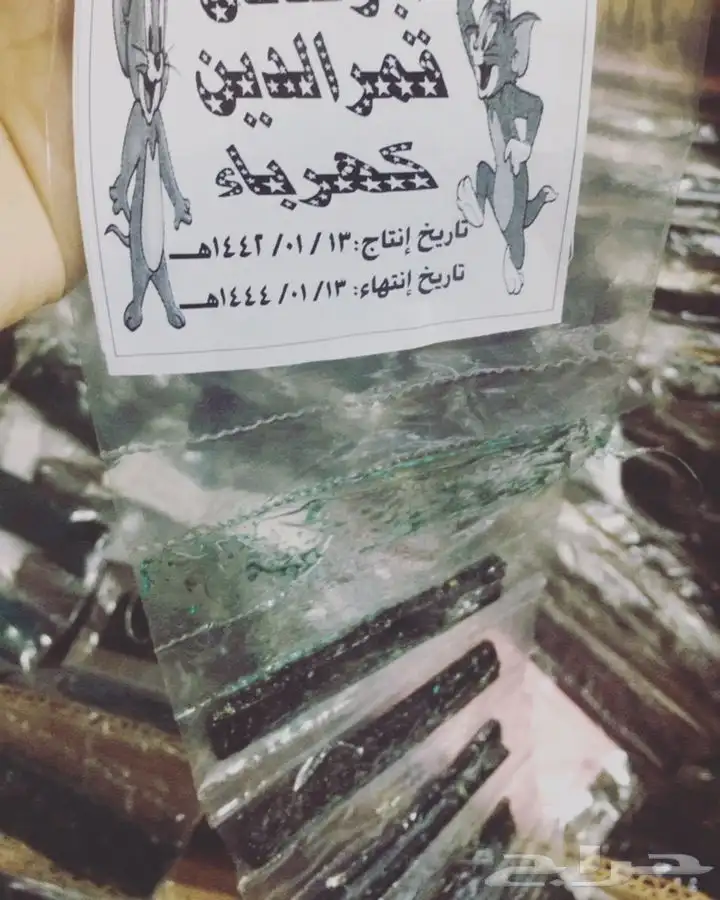 قمر الدين
كهرباء
تاريخ إنتاج: ١٣ / ٠١ /١٤٤٢هـ
تاريخ إنتهاء: ١٣ /٠١ /١٤٤٤هـ
حراج